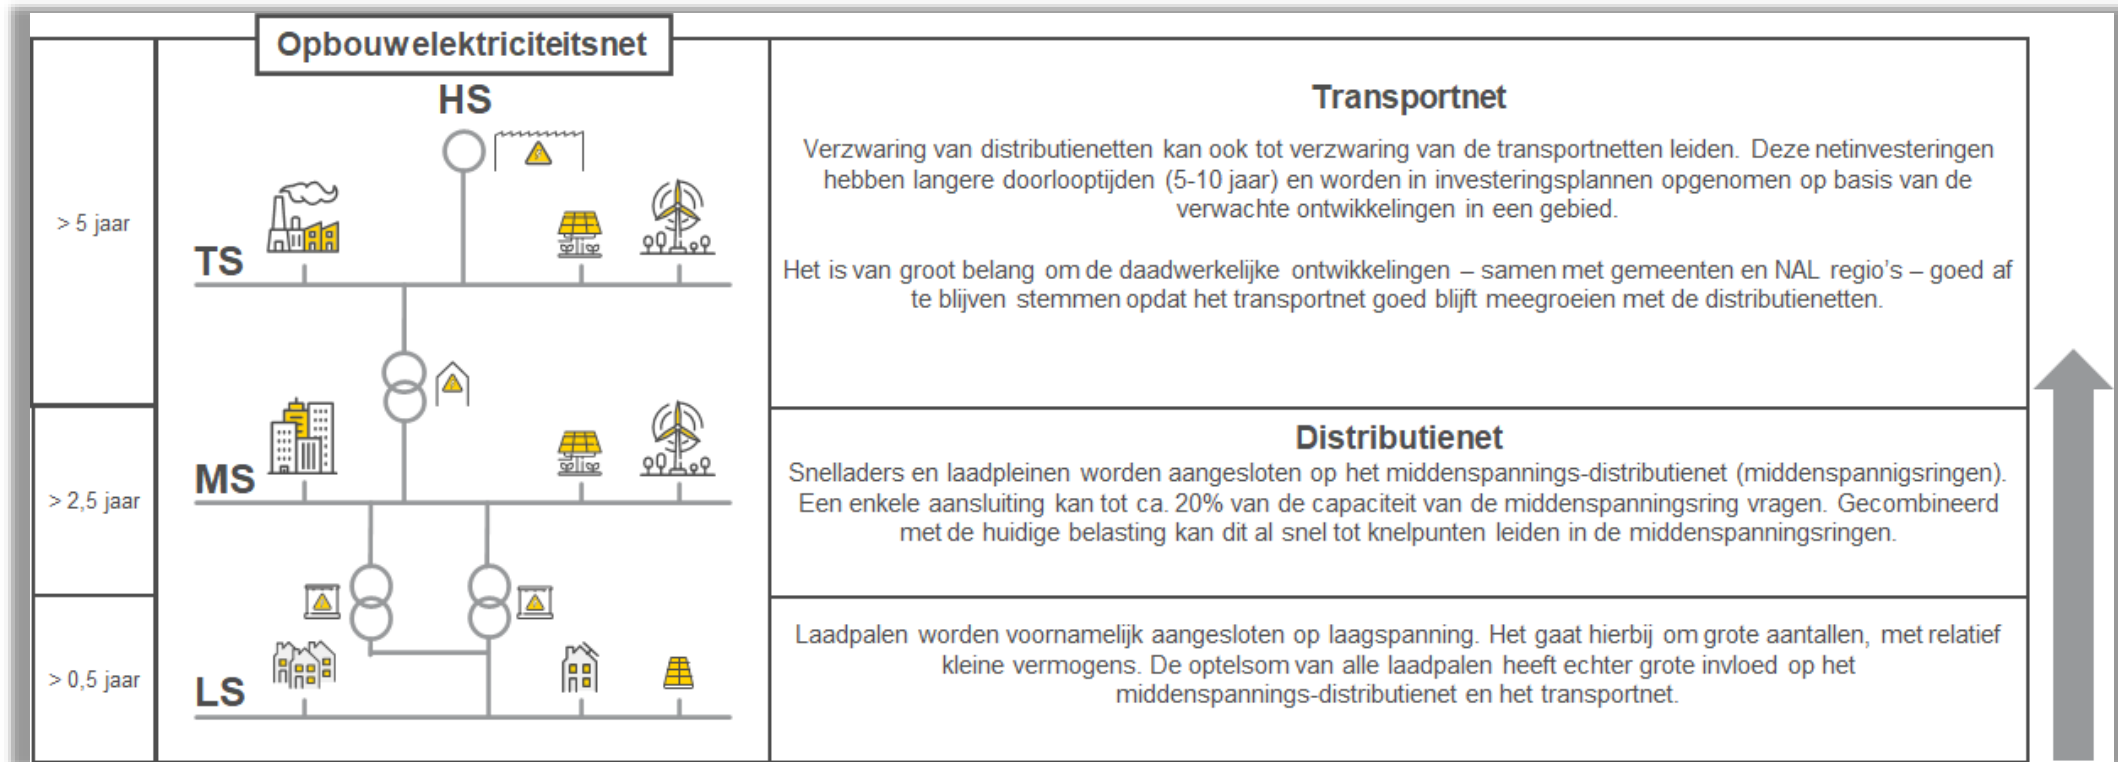 Opbouw elektriciteitsnet
HS
> 5 jaar
TS
Transportnet
Verzwaring van distributienetten kan ook tot verzwaring van de transportnetten leiden. Deze netinvesteringen
hebben langere doorlooptijden (5-10 jaar) en worden in investeringsplannen opgenomen op basis van de
verwachte ontwikkelingen in een gebied.
Het is van groot belang om de daadwerkelijke ontwikkelingen – samen met gemeenten en NAL regio's – goed af
te blijven stemmen opdat het transportnet goed blijft meegroeien met de distributienetten.
> 2,5 jaar
MS
Distributienet
Snelladers en laadpleinen worden aangesloten op het middenspannings-distributienet (middenspannigsringen).
Een enkele aansluiting kan tot ca. 20% van de capaciteit van de middenspanningsring vragen. Gecombineerd
met de huidige belasting kan dit al snel tot knelpunten leiden in de middenspanningsringen.
> 0,5 jaar
LS
Laadpalen worden voornamelijk aangesloten op laagspanning. Het gaat hierbij om grote aantallen, met relatief
kleine vermogens. De optelsom van alle laadpalen heeft echter grote invloed op het
middenspannings-distributienet en het transportnet.